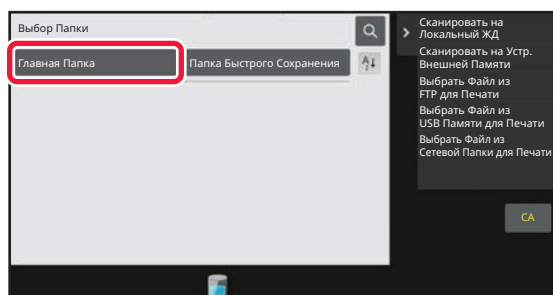 Выбор Папки
Главная Папка
Папка Быстрого Сохранения
Сканировать на
Локальный ЖД
Сканировать на Устр.
Внешней Памяти
Выбрать Файл из
FTP для Печати
Выбрать Файл из
USB Памяти для Печати
Выбрать Файл из
Сетевой Папки для Печати
CA